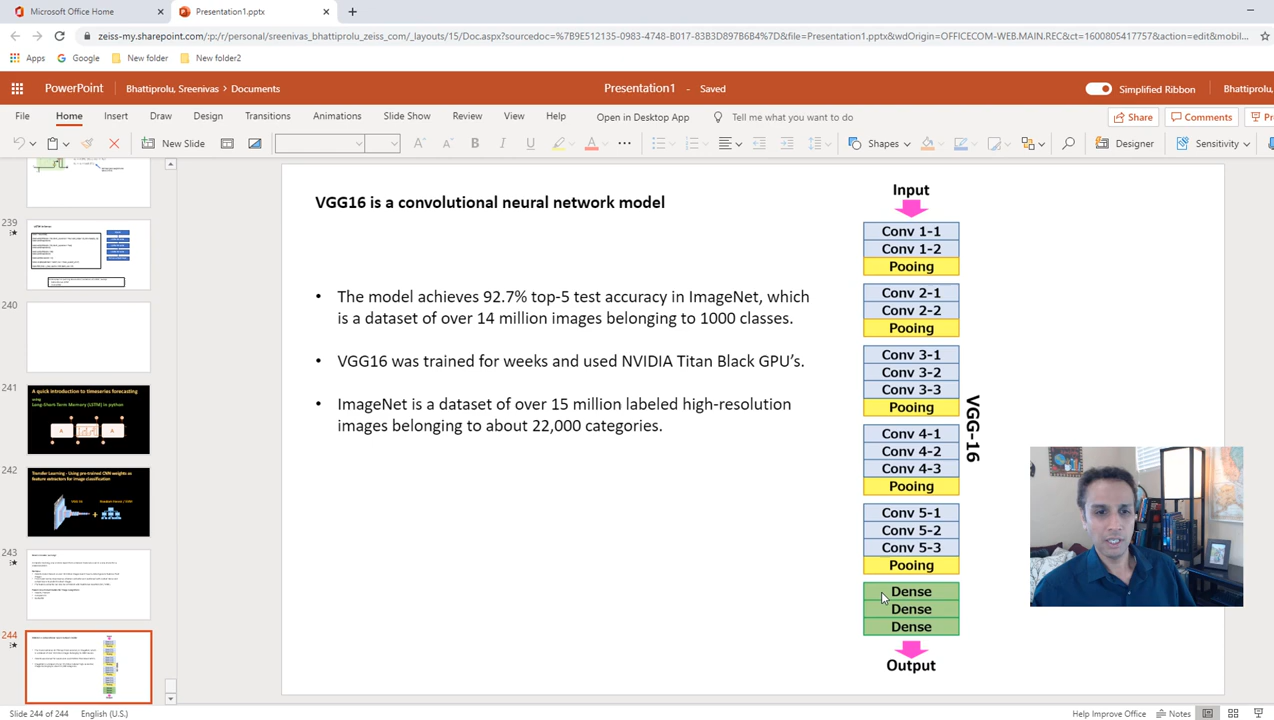 Microsoft Office Home
Presentation1.pptx
zeiss-my.sharepoint.com/:p:/r/personal/sreenivas_bhattiprolu_zeiss_com/_layouts/15/Doc.aspx?sourcedoc=%7B9E512135-0983-4748-B017-83B3D897B6B4%7D&file=Presentation1.pptx&wdOrigin=OFFICECOM-WEB.MAIN.REC&ct=1600805417757&action=edit&mobil...
Apps Google New folder New folder2
PowerPoint Bhattiprolu, Sreenivas > Documents Presentation1 - Saved Simplified Ribbon Bhattiprolu,
File Home Insert Draw Design Transitions Animations Slide Show Review View Help Open in Desktop App Tell me what you want to do Share Comments Pr
New Slide B I U A Shapes Designer Sensitivity
239
240
241
A quick introduction to timeseries forecasting
using
Long-Short-Term Memory (LSTM) in python
242
Transfer Learning - Using pre-trained CNN weights as
feature extractors for image classification
243
244
VGG16 is a convolutional neural network model
• The model achieves 92.7% top-5 test accuracy in ImageNet, which
is a dataset of over 14 million images belonging to 1000 classes.
• VGG16 was trained for weeks and used NVIDIA Titan Black GPU’s.
• ImageNet is a dataset of over 15 million labeled high-resolution
images belonging to about 22,000 categories.
Input
Conv 1-1
Conv 1-2
Pooing
Conv 2-1
Conv 2-2
Pooing
Conv 3-1
Conv 3-2
Conv 3-3
Pooing
Conv 4-1
Conv 4-2
Conv 4-3
Pooing
Conv 5-1
Conv 5-2
Conv 5-3
Pooing
Dense
Dense
Dense
Output
VGG-16
Slide 244 of 244 English (U.S.) Help Improve Office Notes